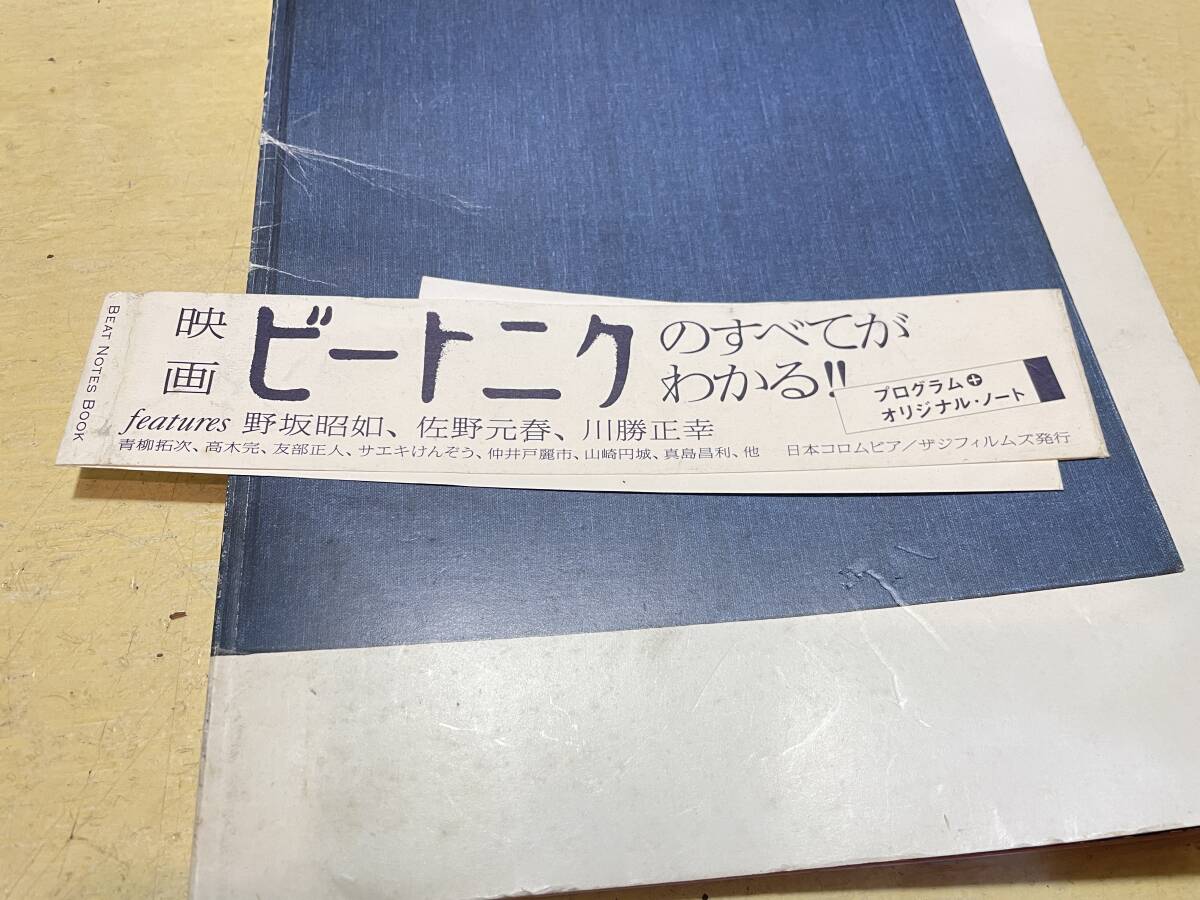 BEAT NOTES BOOK
映画
ビートニク
のすべてが
わかる!!
プログラム+
オリジナル・ノート
features 野坂昭如、佐野元春、川勝正幸
青柳拓次、高木完、友部正人、サエキけんぞう、仲井戸麗市、山崎円城、真島昌利、他 日本コロムビア/ザジフィルムズ発行